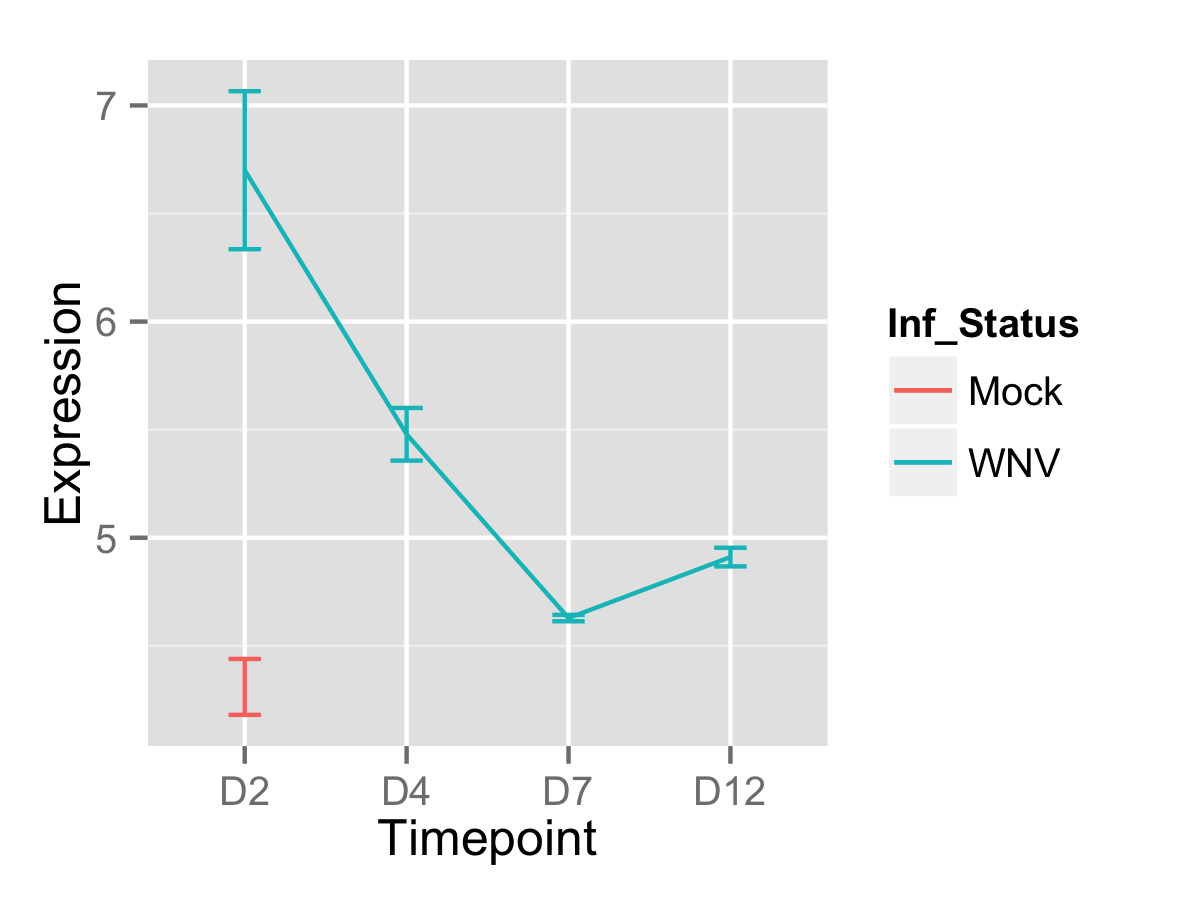 Expression
7
6
5
D2 D4 D7 D12
Timepoint
Inf_Status
Mock
WNV